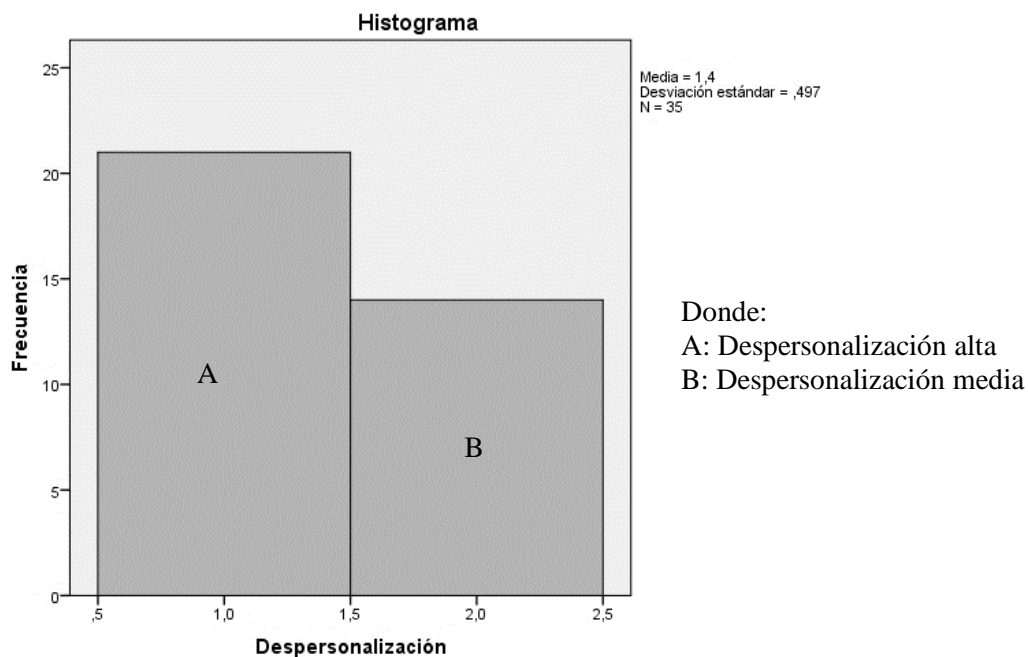 Histograma
25
20
15
10
5
0
Frecuencia
A
B
,5
1,0
1,5
2,0
2,5
Despersonalización
Media = 1,4
Desviación estándar = ,497
N = 35
Donde:
A: Despersonalización alta
B: Despersonalización media